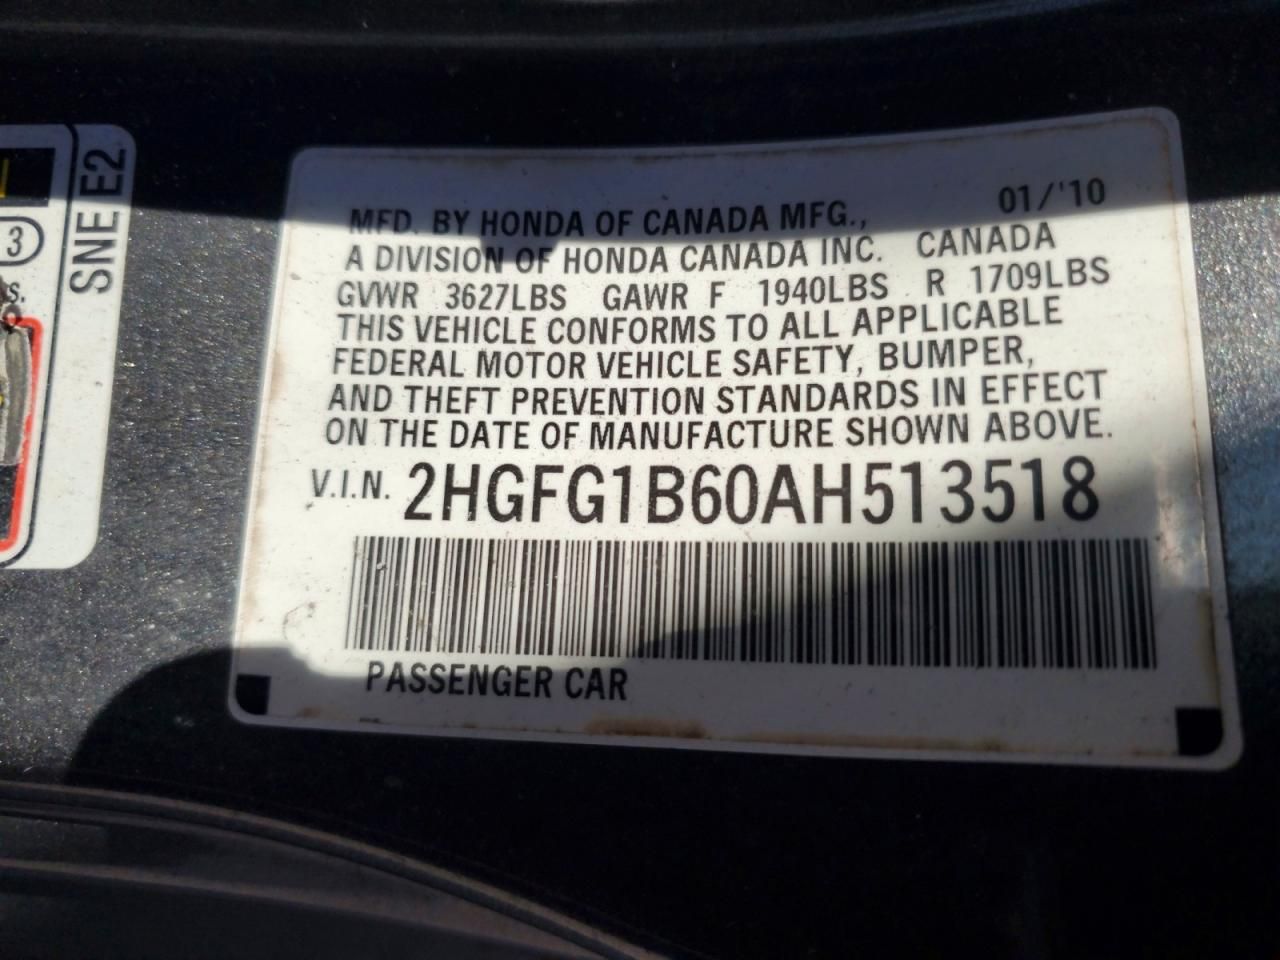 SNE E2
3
s.
01/'10
MFD. BY HONDA OF CANADA MFG.,
A DIVISION OF HONDA CANADA INC. CANADA
GVWR 3627LBS GAWR F 1940LBS R 1709LBS
THIS VEHICLE CONFORMS TO ALL APPLICABLE
FEDERAL MOTOR VEHICLE SAFETY, BUMPER,
AND THEFT PREVENTION STANDARDS IN EFFECT
ON THE DATE OF MANUFACTURE SHOWN ABOVE.
V.I.N. 2HGFG1B60AH513518
PASSENGER CAR